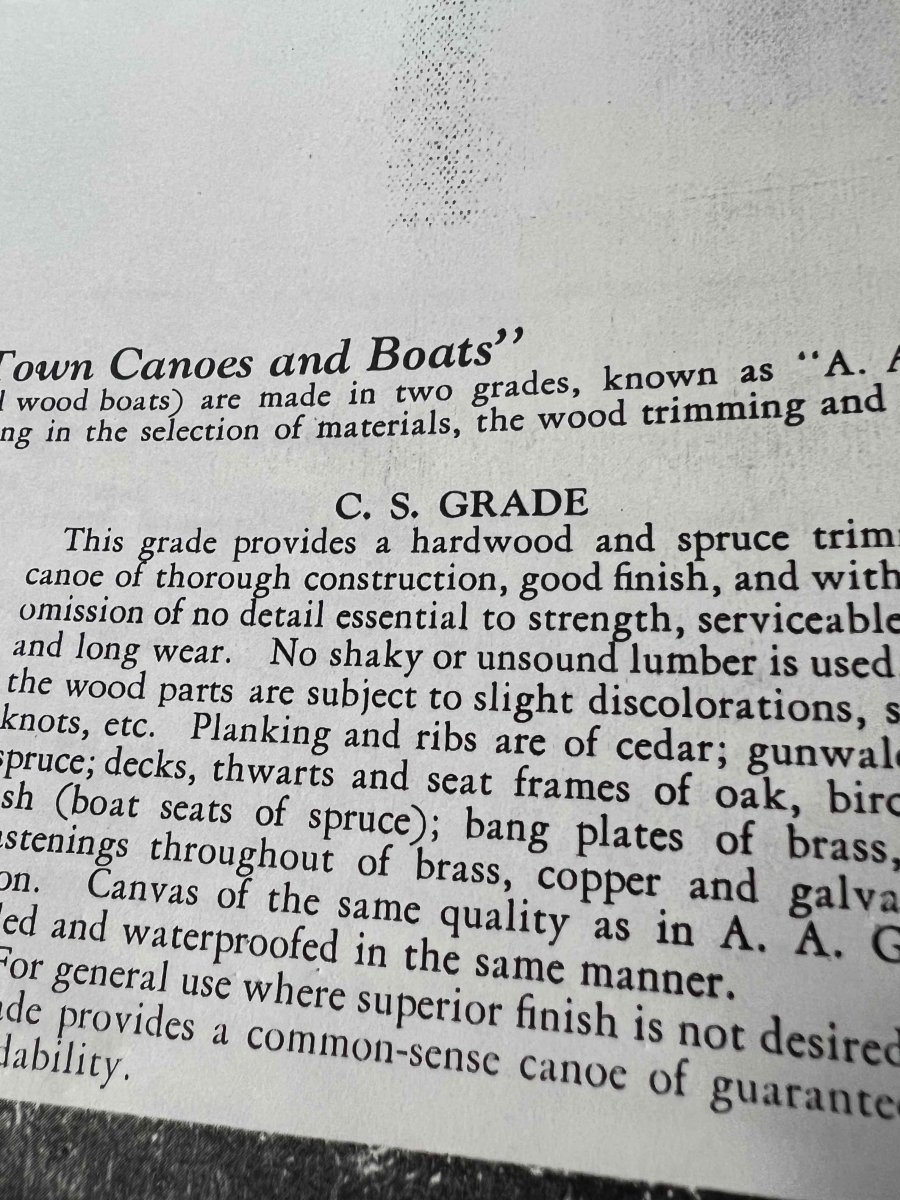 Town Canoes and Boats”
wood boats) are made in two grades, known as “A. A
ng in the selection of materials, the wood trimming and
C. S. GRADE
This grade provides a hardwood and spruce trim
canoe of thorough construction, good finish, and with
omission of no detail essential to strength, serviceable
and long wear. No shaky or unsound lumber is used
the wood parts are subject to slight discolorations, s
knots, etc. Planking and ribs are of cedar; gunwal
spruce; decks, thwarts and seat frames of oak, birc
sh (boat seats of spruce); bang plates of brass,
astenings throughout of brass, copper and galva
on. Canvas of the same quality as in A. A. G
led and waterproofed in the same manner.
For general use where superior finish is not desired
ade provides a common-sense canoe of guarantee
dability.